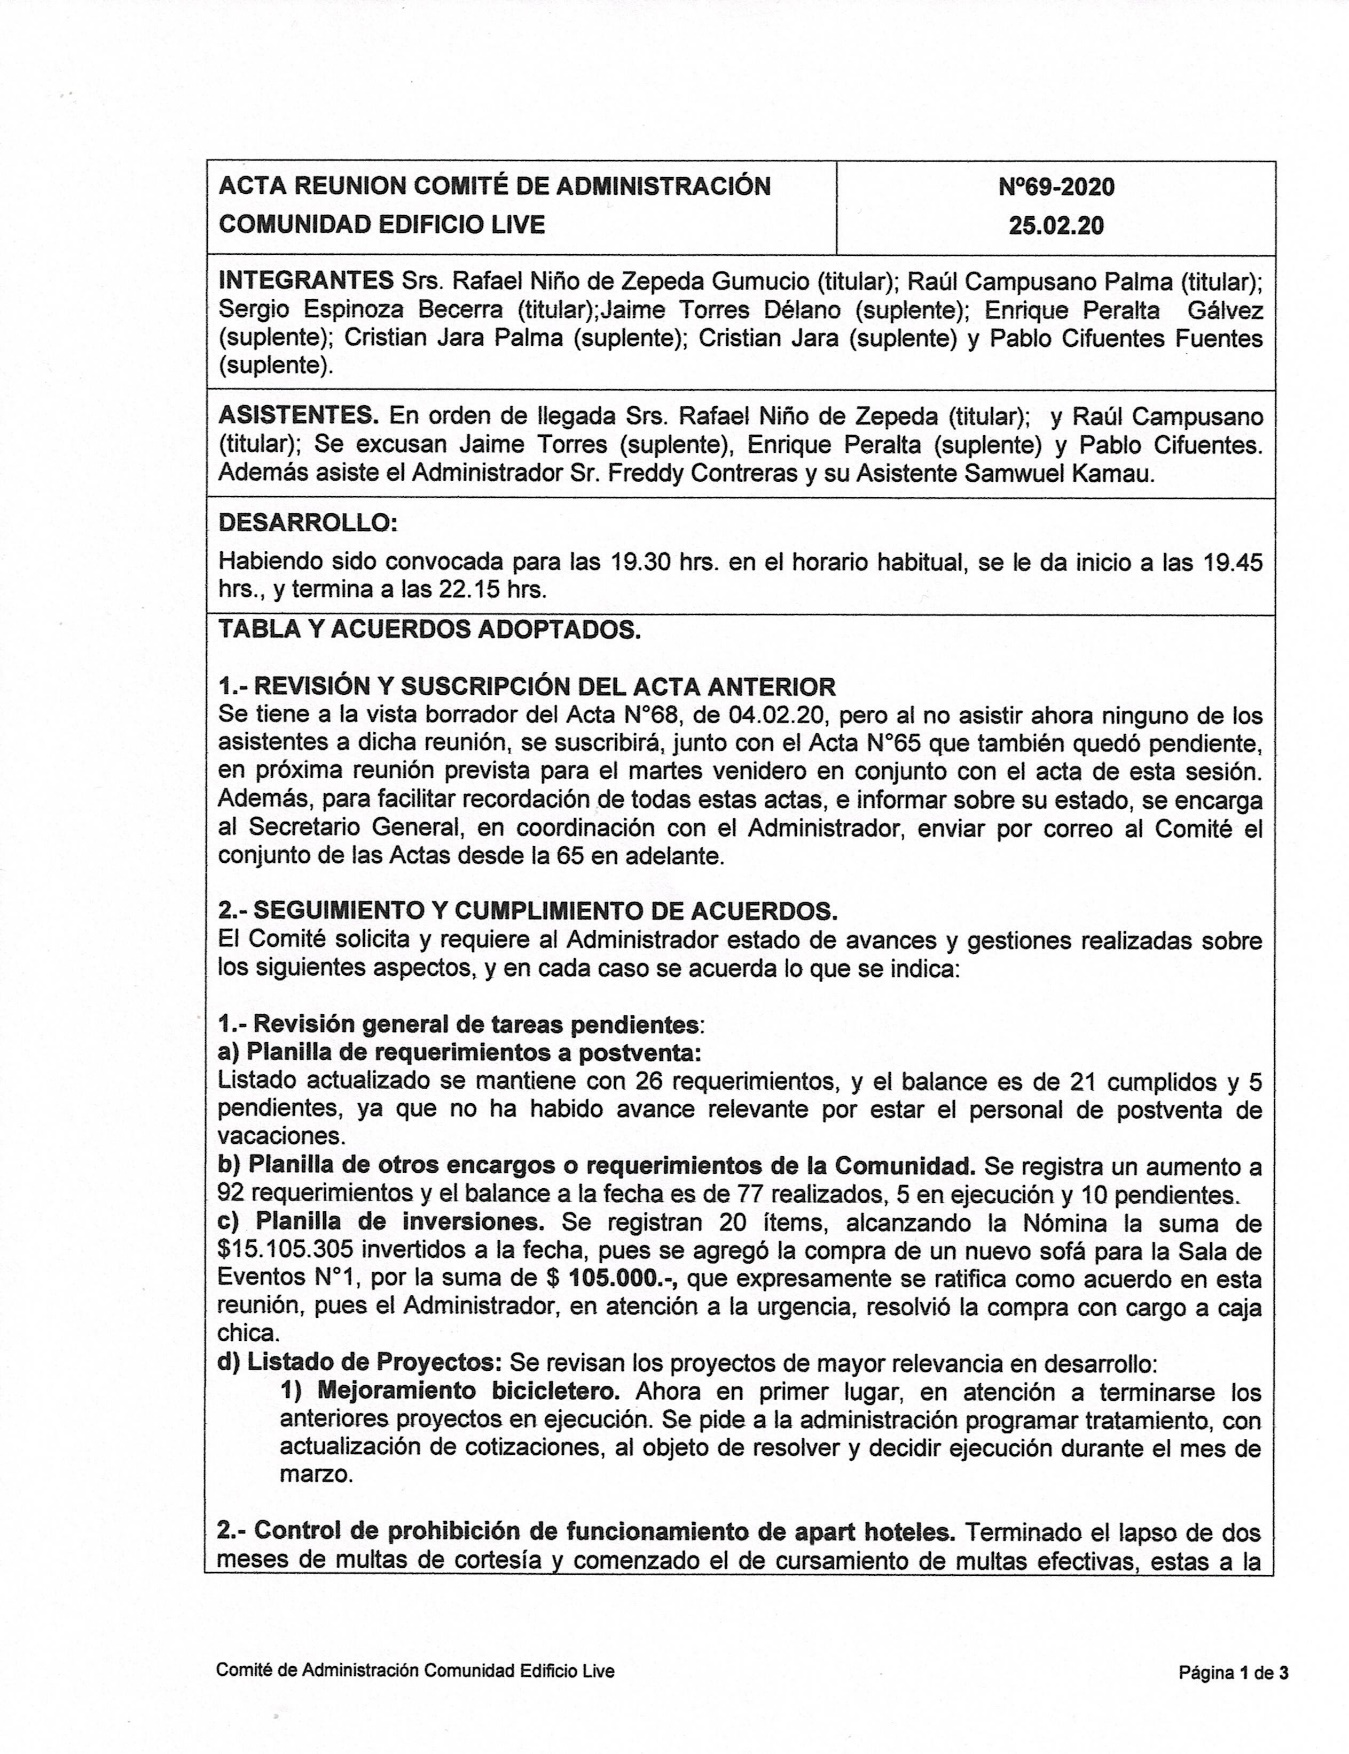 ACTA REUNION COMITÉ DE ADMINISTRACIÓN
COMUNIDAD EDIFICIO LIVE
Nº69-2020
25.02.20
INTEGRANTES Srs. Rafael Niño de Zepeda Gumucio (titular); Raúl Campusano Palma (titular);
Sergio Espinoza Becerra (titular);Jaime Torres Délano (suplente); Enrique Peralta Gálvez
(suplente); Cristian Jara Palma (suplente); Cristian Jara (suplente) y Pablo Cifuentes Fuentes
(suplente).
ASISTENTES. En orden de llegada Srs. Rafael Niño de Zepeda (titular); y Raúl Campusano
(titular); Se excusan Jaime Torres (suplente), Enrique Peralta (suplente) y Pablo Cifuentes.
Además asiste el Administrador Sr. Freddy Contreras y su Asistente Samwuel Kamau.
DESARROLLO:
Habiendo sido convocada para las 19.30 hrs. en el horario habitual, se le da inicio a las 19.45
hrs., y termina a las 22.15 hrs.
TABLA Y ACUERDOS ADOPTADOS.
1.- REVISIÓN Y SUSCRIPCIÓN DEL ACTA ANTERIOR
Se tiene a la vista borrador del Acta N°68, de 04.02.20, pero al no asistir ahora ninguno de los
asistentes a dicha reunión, se suscribirá, junto con el Acta N°65 que también quedó pendiente,
en próxima reunión prevista para el martes venidero en conjunto con el acta de esta sesión.
Además, para facilitar recordación de todas estas actas, e informar sobre su estado, se encarga
al Secretario General, en coordinación con el Administrador, enviar por correo al Comité el
conjunto de las Actas desde la 65 en adelante.
2.- SEGUIMIENTO Y CUMPLIMIENTO DE ACUERDOS.
El Comité solicita y requiere al Administrador estado de avances y gestiones realizadas sobre
los siguientes aspectos, y en cada caso se acuerda lo que se indica:
1.- Revisión general de tareas pendientes:
a) Planilla de requerimientos a postventa:
Listado actualizado se mantiene con 26 requerimientos, y el balance es de 21 cumplidos y 5
pendientes, ya que no ha habido avance relevante por estar el personal de postventa de
vacaciones.
b) Planilla de otros encargos o requerimientos de la Comunidad. Se registra un aumento a
92 requerimientos y el balance a la fecha es de 77 realizados, 5 en ejecución y 10 pendientes.
c) Planilla de inversiones. Se registran 20 ítems, alcanzando la Nómina la suma de
$15.105.305 invertidos a la fecha, pues se agregó la compra de un nuevo sofá para la Sala de
Eventos N°1, por la suma de $ 105.000.-, que expresamente se ratifica como acuerdo en esta
reunión, pues el Administrador, en atención a la urgencia, resolvió la compra con cargo a caja
chica.
d) Listado de Proyectos: Se revisan los proyectos de mayor relevancia en desarrollo:
1) Mejoramiento bicicletero. Ahora en primer lugar, en atención a terminarse los
anteriores proyectos en ejecución. Se pide a la administración programar tratamiento, con
actualización de cotizaciones, al objeto de resolver y decidir ejecución durante el mes de
marzo.
2.- Control de prohibición de funcionamiento de apart hoteles. Terminado el lapso de dos
meses de multas de cortesía y comenzado el de cursamiento de multas efectivas, estas a la
Comité de Administración Comunidad Edificio Live
Página 1 de 3